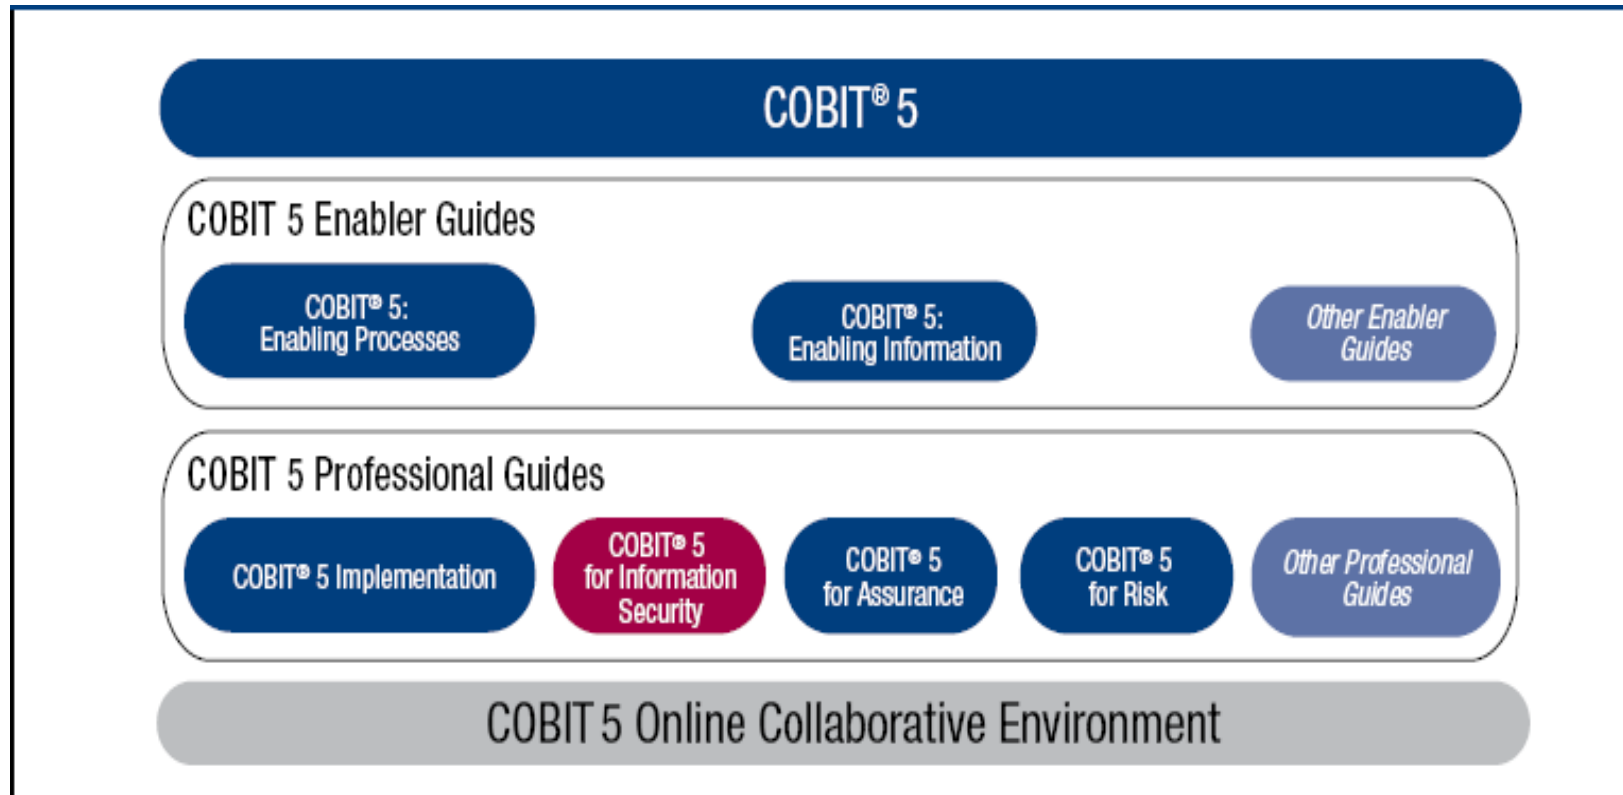 COBIT® 5
COBIT 5 Enabler Guides
COBIT® 5:
Enabling Processes
COBIT® 5:
Enabling Information
Other Enabler
Guides
COBIT 5 Professional Guides
COBIT® 5 Implementation
COBIT® 5
for Information
Security
COBIT® 5
for Assurance
COBIT® 5
for Risk
Other Professional
Guides
COBIT 5 Online Collaborative Environment